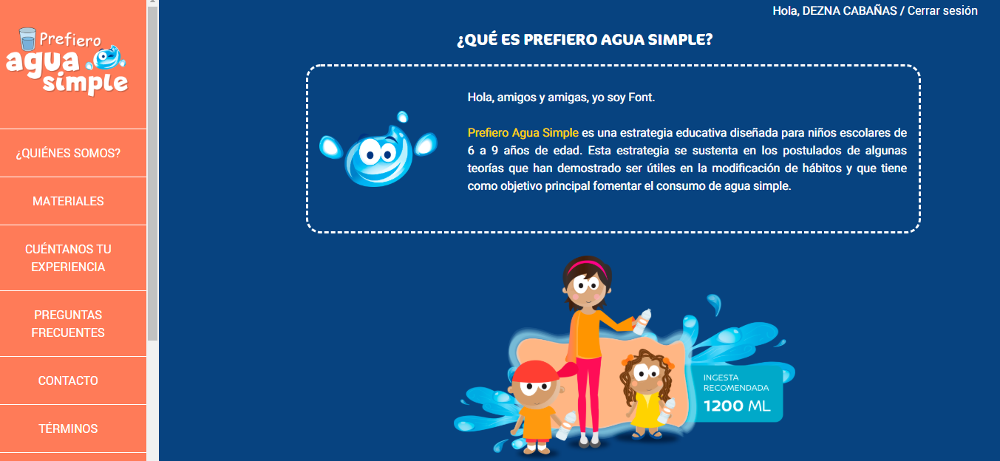 Prefiero
agua
simple
¿QUIÉNES SOMOS?
MATERIALES
CUÉNTANOS TU
EXPERIENCIA
PREGUNTAS
FRECUENTES
CONTACTO
TÉRMINOS
Hola, DEZNA CABAÑAS / Cerrar sesión
¿QUÉ ES PREFIERO AGUA SIMPLE?
Hola, amigos y amigas, yo soy Font.
Prefiero Agua Simple es una estrategia educativa diseñada para niños escolares de
6 a 9 años de edad. Esta estrategia se sustenta en los postulados de algunas
teorías que han demostrado ser útiles en la modificación de hábitos y que tiene
como objetivo principal fomentar el consumo de agua simple.
INGESTA
RECOMENDADA
1200 ML